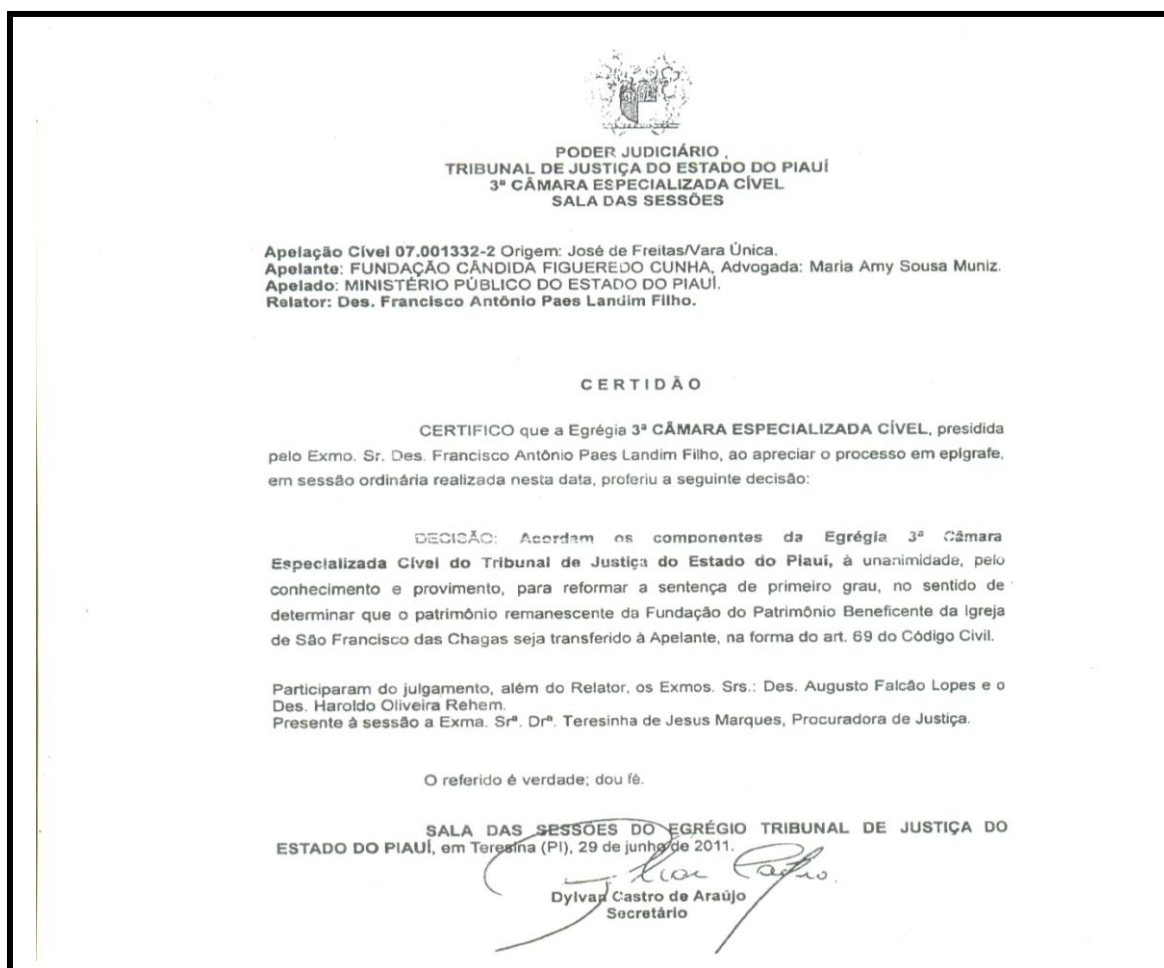 PODER JUDICIÁRIO
TRIBUNAL DE JUSTIÇA DO ESTADO DO PIAUÍ
3ª CÂMARA ESPECIALIZADA CÍVEL
SALA DAS SESSÕES
Apelação Cível 07.001332-2 Origem: José de Freitas/Vara Única.
Apelante: FUNDAÇÃO CÂNDIDA FIGUEREDO CUNHA, Advogada: Maria Amy Sousa Muniz.
Apelado: MINISTÉRIO PÚBLICO DO ESTADO DO PIAUÍ.
Relator: Des. Francisco Antônio Paes Landim Filho.
CERTIDÃO
CERTIFICO que a Egrégia 3ª CÂMARA ESPECIALIZADA CÍVEL, presidida
pelo Exmo. Sr. Des. Francisco Antônio Paes Landim Filho, ao apreciar o processo em epígrafe,
em sessão ordinária realizada nesta data, proferiu a seguinte decisão:
DECISÃO: Acordam os componentes da Egrégia 3ª Câmara
Especializada Cível do Tribunal de Justiça do Estado do Piauí, à unanimidade, pelo
conhecimento e provimento, para reformar a sentença de primeiro grau, no sentido de
determinar que o patrimônio remanescente da Fundação do Patrimônio Beneficente da Igreja
de São Francisco das Chagas seja transferido à Apelante, na forma do art. 69 do Código Civil.
Participaram do julgamento, além do Relator, os Exmos. Srs.: Des. Augusto Falcão Lopes e o
Des. Haroldo Oliveira Rehem.
Presente à sessão a Exma. Srª. Drª. Teresinha de Jesus Marques, Procuradora de Justiça.
O referido é verdade; dou fé.
SALA DAS SESSÕES DO EGRÉGIO TRIBUNAL DE JUSTIÇA DO
ESTADO DO PIAUÍ, em Teresina (PI), 29 de junho de 2011.
Dylvan Castro de Araújo
Secretário